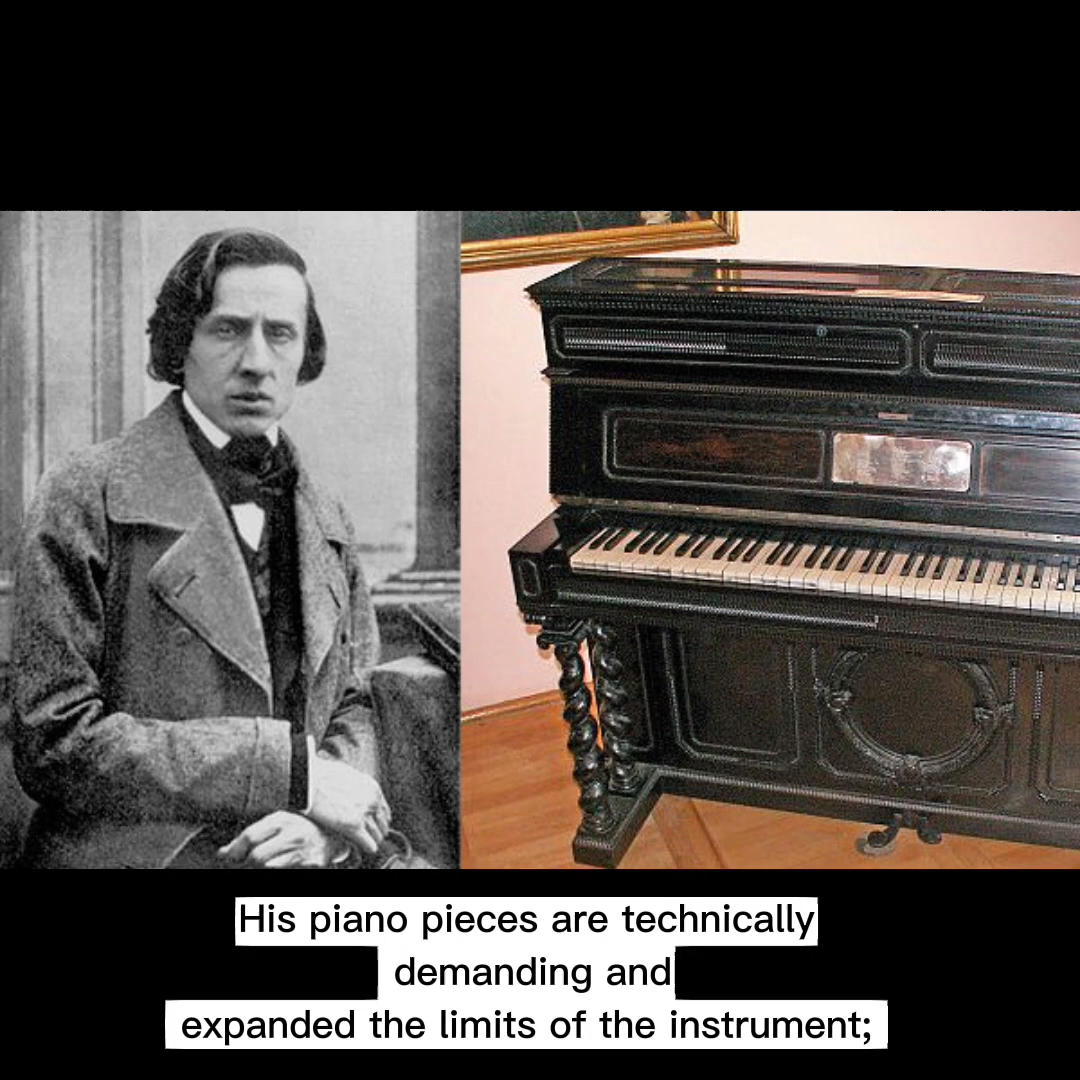 His piano pieces are technically
demanding and
expanded the limits of the instrument;